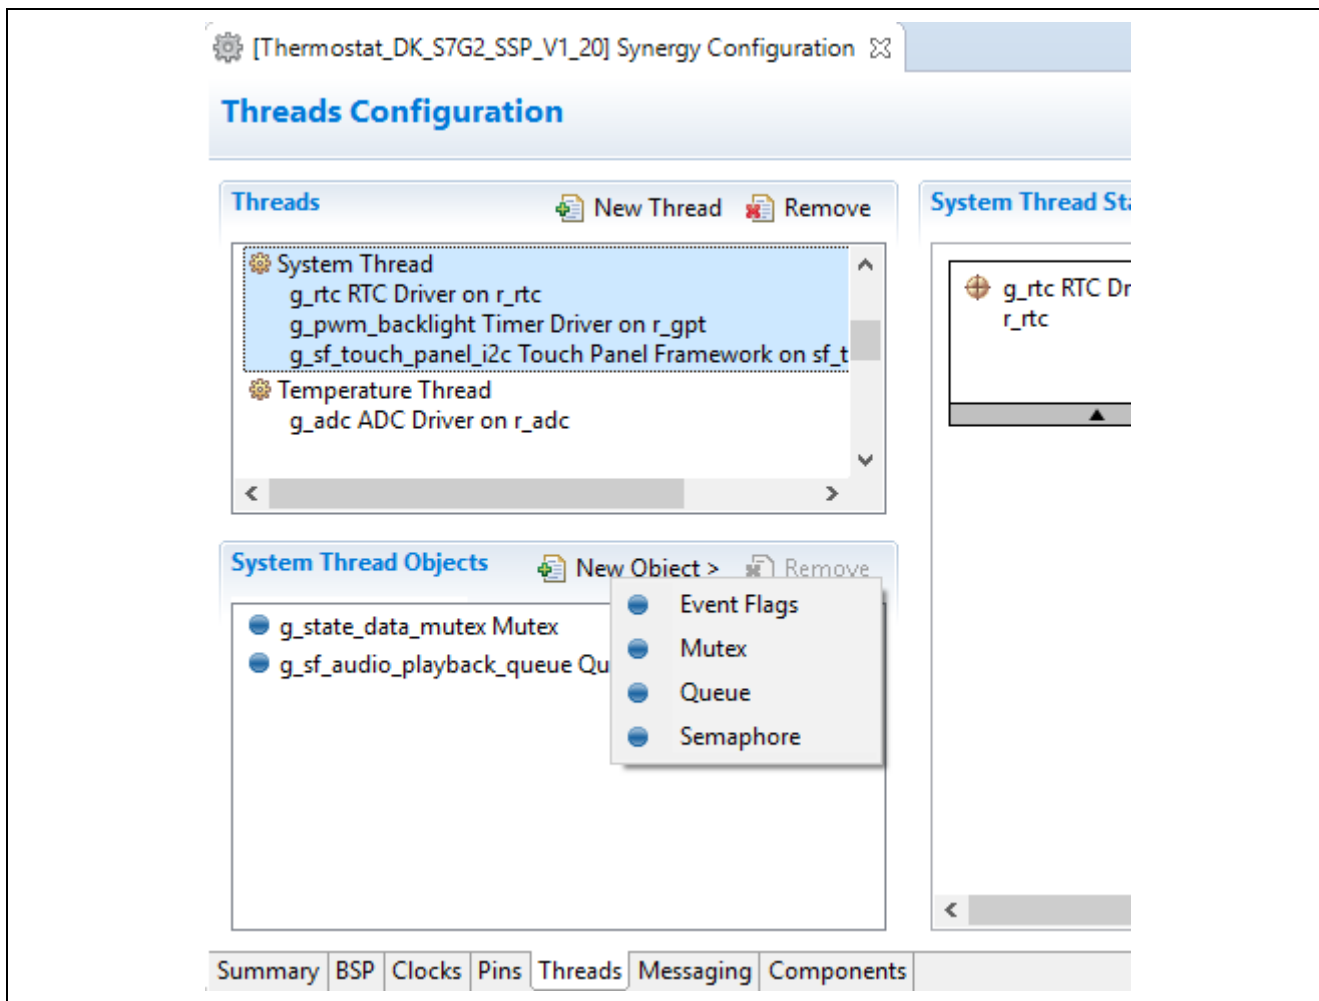 [Thermostat_DK_S7G2_SSP_V1_20] Synergy Configuration
Threads Configuration
Threads
New Thread
Remove
System Thread
g_rtc RTC Driver on r_rtc
g_pwm_backlight Timer Driver on r_gpt
g_sf_touch_panel_i2c Touch Panel Framework on sf_t
Temperature Thread
g_adc ADC Driver on r_adc
System Thread Objects
New Object >
Remove
g_state_data_mutex Mutex
g_sf_audio_playback_queue Qu
Event Flags
Mutex
Queue
Semaphore
System Thread Sta
g_rtc RTC Dr
r_rtc
Summary BSP Clocks Pins Threads Messaging Components